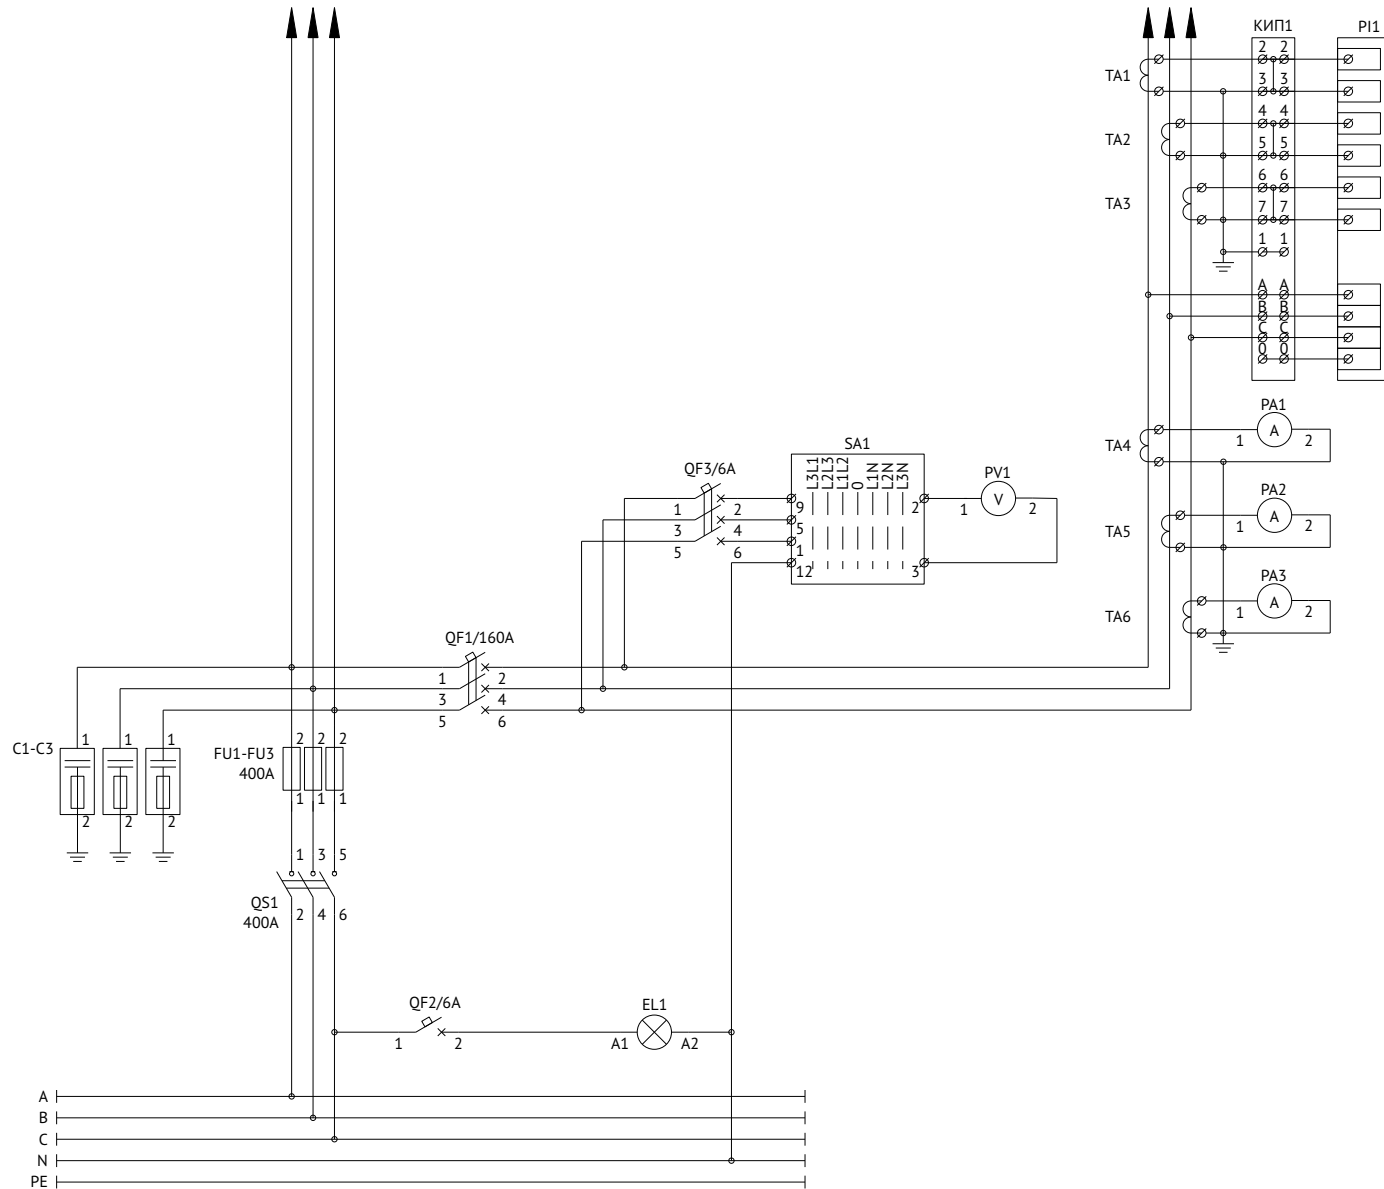 КИП1
PI1
2 2
TA1
3 3
4 4
TA2
5 5
6 6
TA3
7 7
1 1
A A
B B
C C
0 0
PA1
A
1 2
TA4
SA1
L3L1
L2L3
L1L2
0
L1N
L2N
L3N
QF3/6A
PV1
V
1 2
9
2
1 2
5
3 4
1
5 6
12
3
PA2
A
1 2
TA5
PA3
A
1 2
TA6
QF1/160A
1 2
3 4
5 6
C1-C3
1 1 1
2 2 2
FU1-FU3
400A
2 2 2
1 1 1
1 3 5
QS1
400A
2 4 6
QF2/6A
1 2
EL1
A1 A2
A
B
C
N
PE